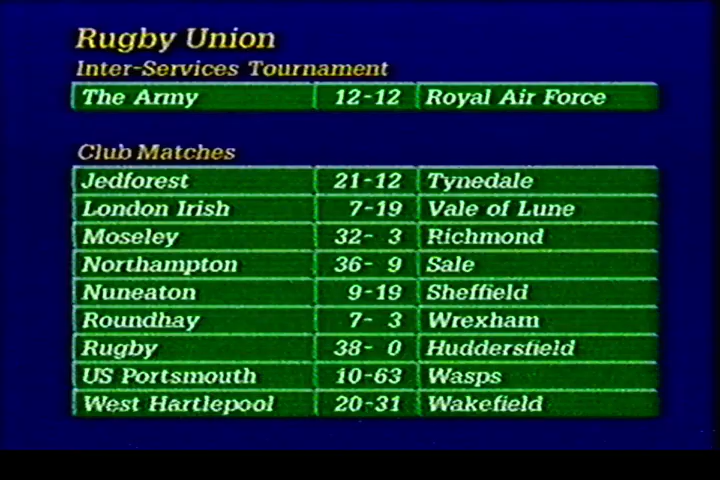 Rugby Union
Inter-Services Tournament
The Army 12-12 Royal Air Force
Club Matches
Jedforest 21-12 Tynedale
London Irish 7-19 Vale of Lune
Moseley 32- 3 Richmond
Northampton 36- 9 Sale
Nuneaton 9-19 Sheffield
Roundhay 7- 3 Wrexham
Rugby 38- 0 Huddersfield
US Portsmouth 10-63 Wasps
West Hartlepool 20-31 Wakefield